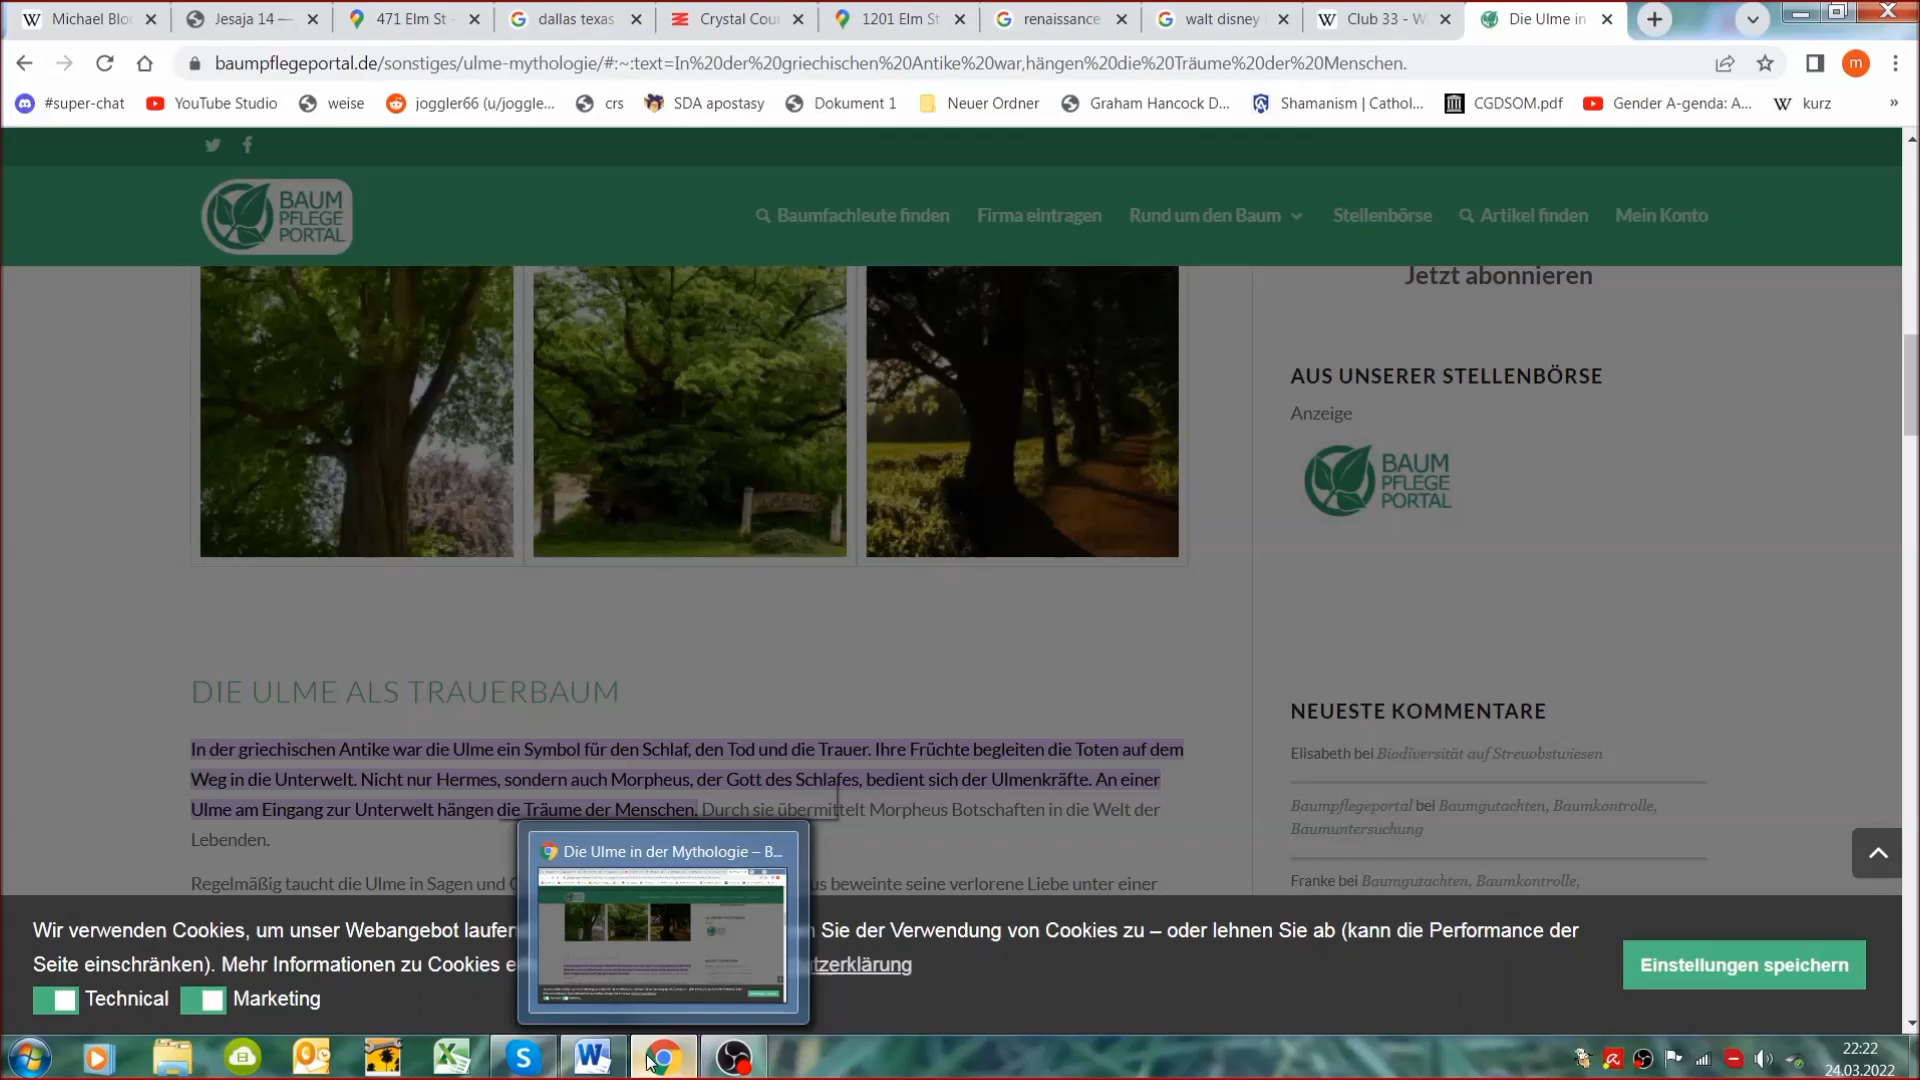 Michael Blo
Jesaja 14 —
471 Elm St -
dallas texas
Crystal Cou
1201 Elm St
renaissance
walt disney
Club 33 - W
Die Ulme in
baumpflegeportal.de/sonstiges/ulme-mythologie/#:~:text=In%20der%20griechischen%20Antike%20war,hängen%20die%20Träume%20der%20Menschen.
m
#super-chat
YouTube Studio
weise
joggler66 (u/joggle...
crs
SDA apostasy
Dokument 1
Neuer Ordner
Graham Hancock D...
Shamanism | Cathol...
CGDSOM.pdf
Gender A-genda: A...
kurz
»
BAUM
PFLEGE
PORTAL
Baumfachleute finden
Firma eintragen
Rund um den Baum
Stellenbörse
Artikel finden
Mein Konto
Jetzt abonnieren
AUS UNSERER STELLENBÖRSE
Anzeige
BAUM
PFLEGE
PORTAL
DIE ULME ALS TRAUERBAUM
In der griechischen Antike war die Ulme ein Symbol für den Schlaf, den Tod und die Trauer. Ihre Früchte begleiten die Toten auf dem
Weg in die Unterwelt. Nicht nur Hermes, sondern auch Morpheus, der Gott des Schlafes, bedient sich der Ulmenkräfte. An einer
Ulme am Eingang zur Unterwelt hängen die Träume der Menschen. Durch sie übermittelt Morpheus Botschaften in die Welt der
Lebenden.
Regelmäßig taucht die Ulme in Sagen und
us beweinte seine verlorene Liebe unter einer
NEUESTE KOMMENTARE
Elisabeth bei Biodiversität auf Streuobstwiesen
Baumpflegeportal bei Baumgutachten, Baumkontrolle,
Baumuntersuchung
Franke bei Baumgutachten, Baumkontrolle,
Die Ulme in der Mythologie – B...
Wir verwenden Cookies, um unser Webangebot laufen
Sie der Verwendung von Cookies zu – oder lehnen Sie ab (kann die Performance der
Seite einschränken). Mehr Informationen zu Cookies e
tzerklärung
Technical
Marketing
Einstellungen speichern
22:22
24.03.2022